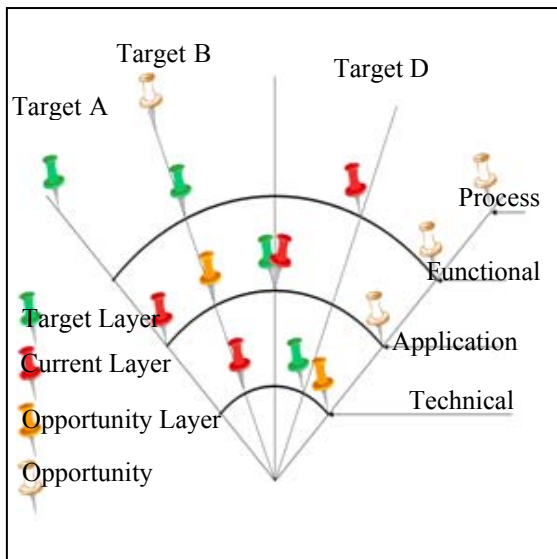 Target B
Target D
Target A
Process
Functional
Target Layer
Application
Current Layer
Technical
Opportunity Layer
Opportunity